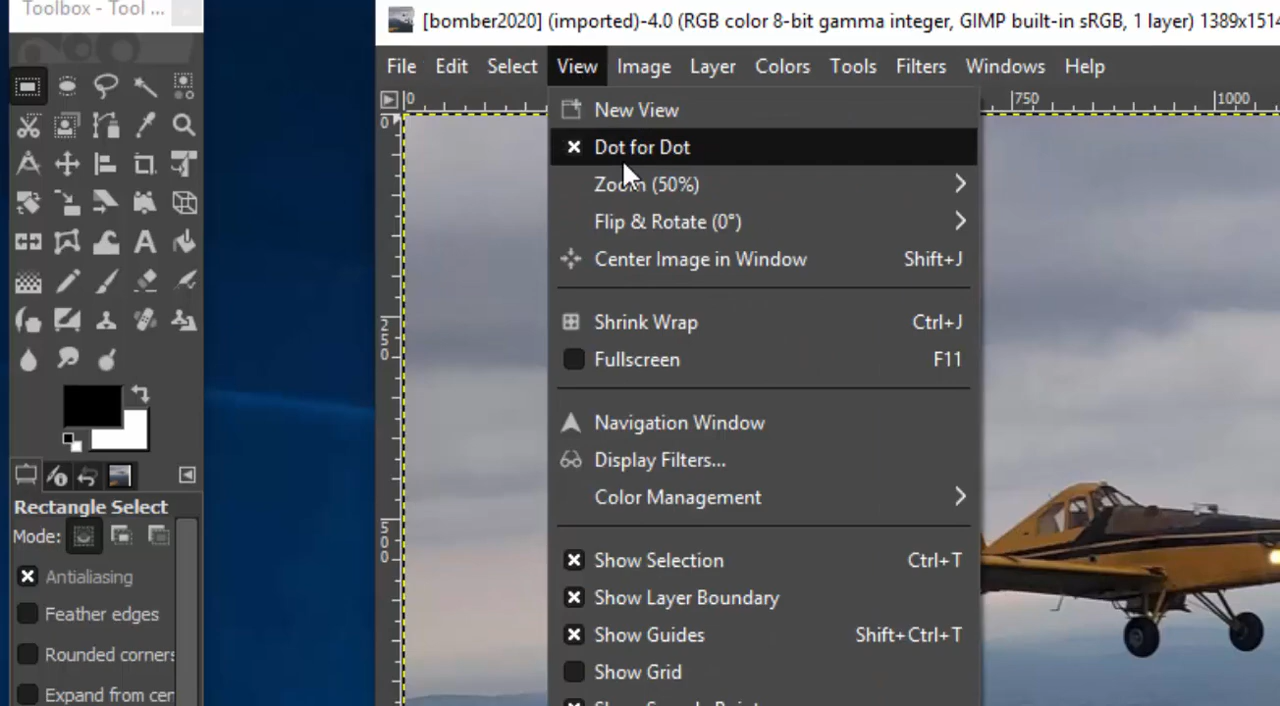 Toolbox - Tool ...
[bomber2020] (imported)-4.0 (RGB color 8-bit gamma integer, GIMP built-in sRGB, 1 layer) 1389x1514
File Edit Select View Image Layer Colors Tools Filters Windows Help
0 750 1000
0
250
500
New View
Dot for Dot
Zoom (50%)
Flip & Rotate (0°)
Center Image in Window Shift+J
Shrink Wrap Ctrl+J
Fullscreen F11
Navigation Window
Display Filters...
Color Management
Show Selection Ctrl+T
Show Layer Boundary
Show Guides Shift+Ctrl+T
Show Grid
Rectangle Select
Mode:
Antialiasing
Feather edges
Rounded corners
Expand from cen